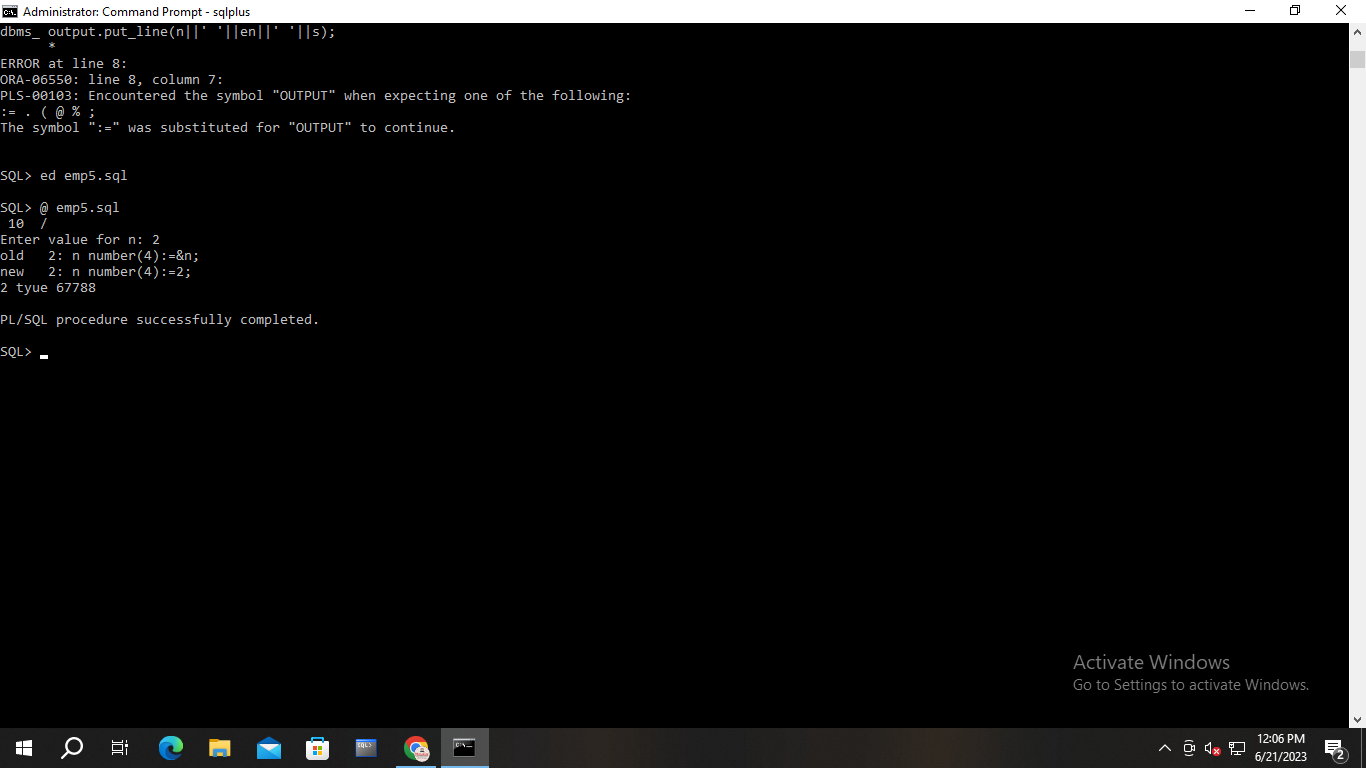 Administrator: Command Prompt - sqlplus
dbms_ output.put_line(n||' '||en||' '||s);
*
ERROR at line 8:
ORA-06550: line 8, column 7:
PLS-00103: Encountered the symbol "OUTPUT" when expecting one of the following:
:= . ( @ % ;
The symbol ":=" was substituted for "OUTPUT" to continue.
SQL> ed emp5.sql
SQL> @ emp5.sql
10 /
Enter value for n: 2
old 2: n number(4):=&n;
new 2: n number(4):=2;
2 tyue 67788
PL/SQL procedure successfully completed.
SQL>
Activate Windows
Go to Settings to activate Windows.
12:06 PM
6/21/2023
2